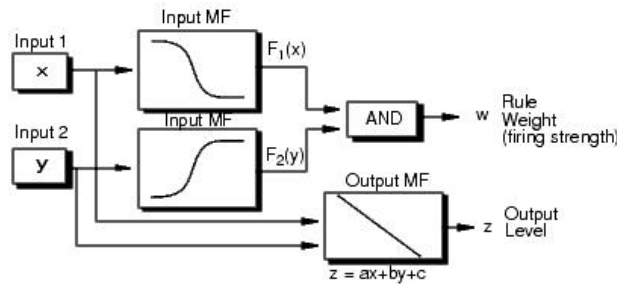 Input MF
Input 1
x
F1(x)
Input MF
AND
w
Rule
Weight
(firing strength)
Input 2
y
F2(y)
Output MF
z
Output
Level
z = ax+by+c